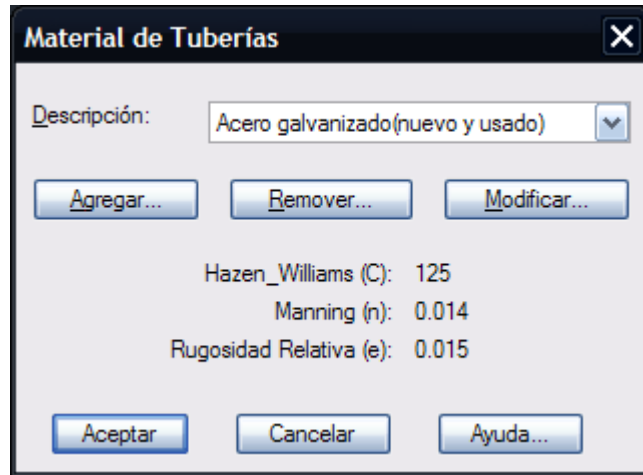 Material de Tuberías
Descripción: Acero galvanizado(nuevo y usado)
Agregar... Remover... Modificar...
Hazen_Williams (C): 125
Manning (n): 0.014
Rugosidad Relativa (e): 0.015
Aceptar Cancelar Ayuda...